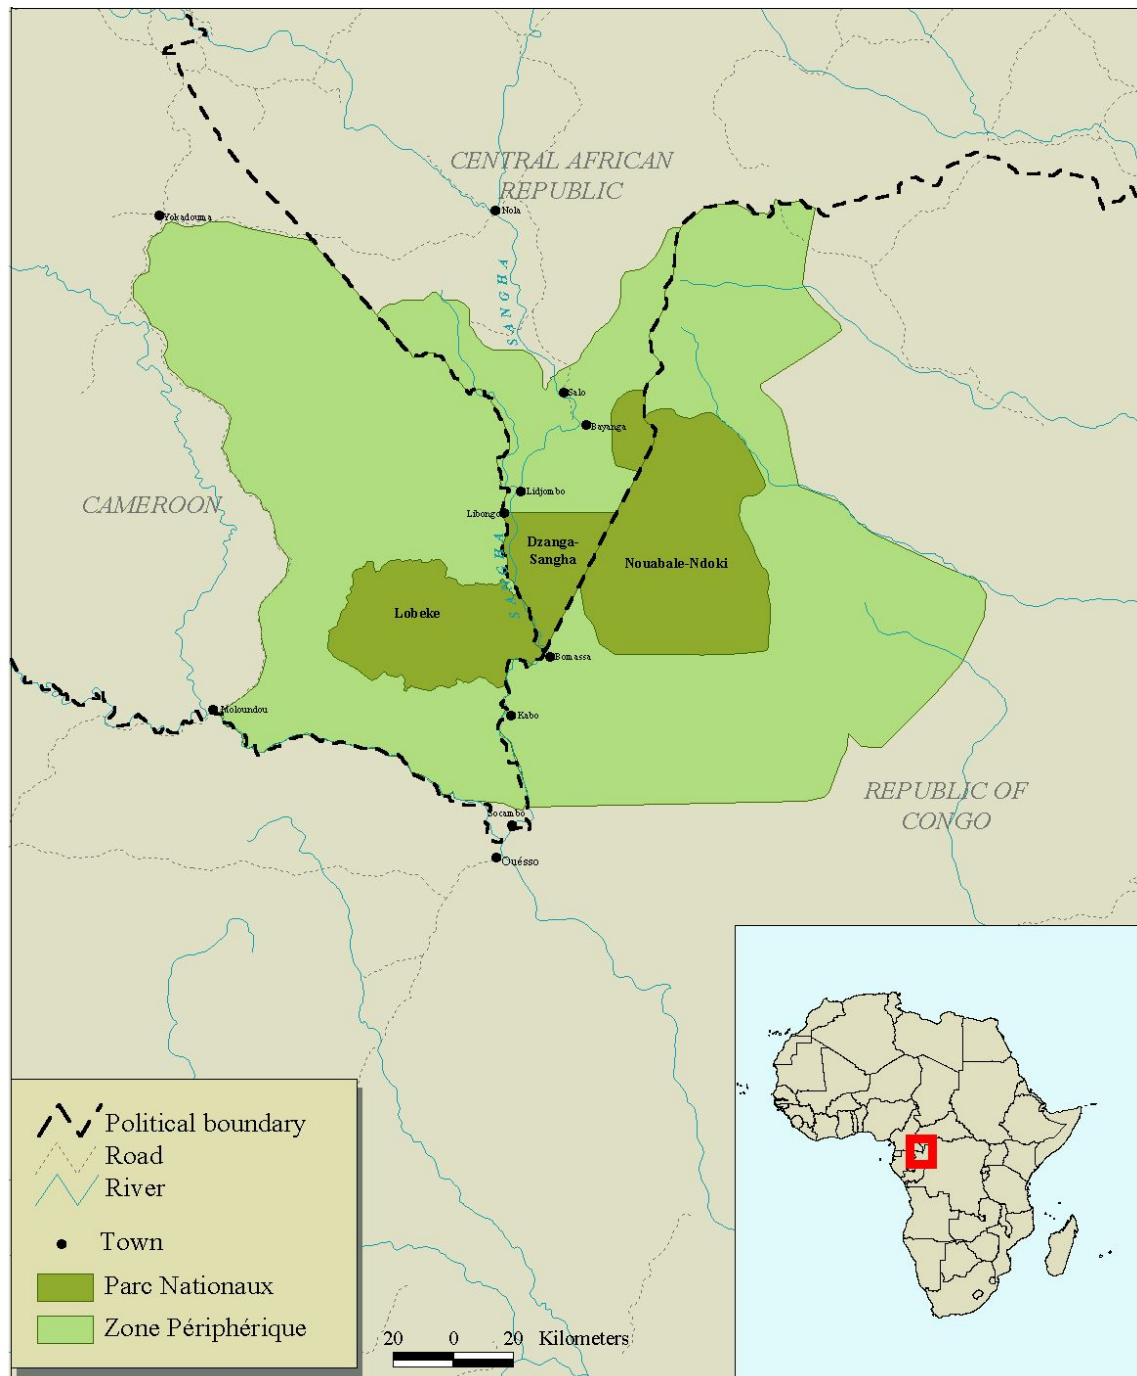 CENTRAL AFRICAN
REPUBLIC
Yokadouma
Nola
SANGHA
Salo
Bayanga
CAMEROON
Lidjombo
Libongo
Dzanga-
Sangha
SANGHA
Nouabale-Ndoki
Lobeke
Bomassa
Moloundou
Kabo
REPUBLIC OF
CONGO
Socambo
Ouésso
Political boundary
Road
River
Town
Parc Nationaux
Zone Périphérique
20 0 20 Kilometers